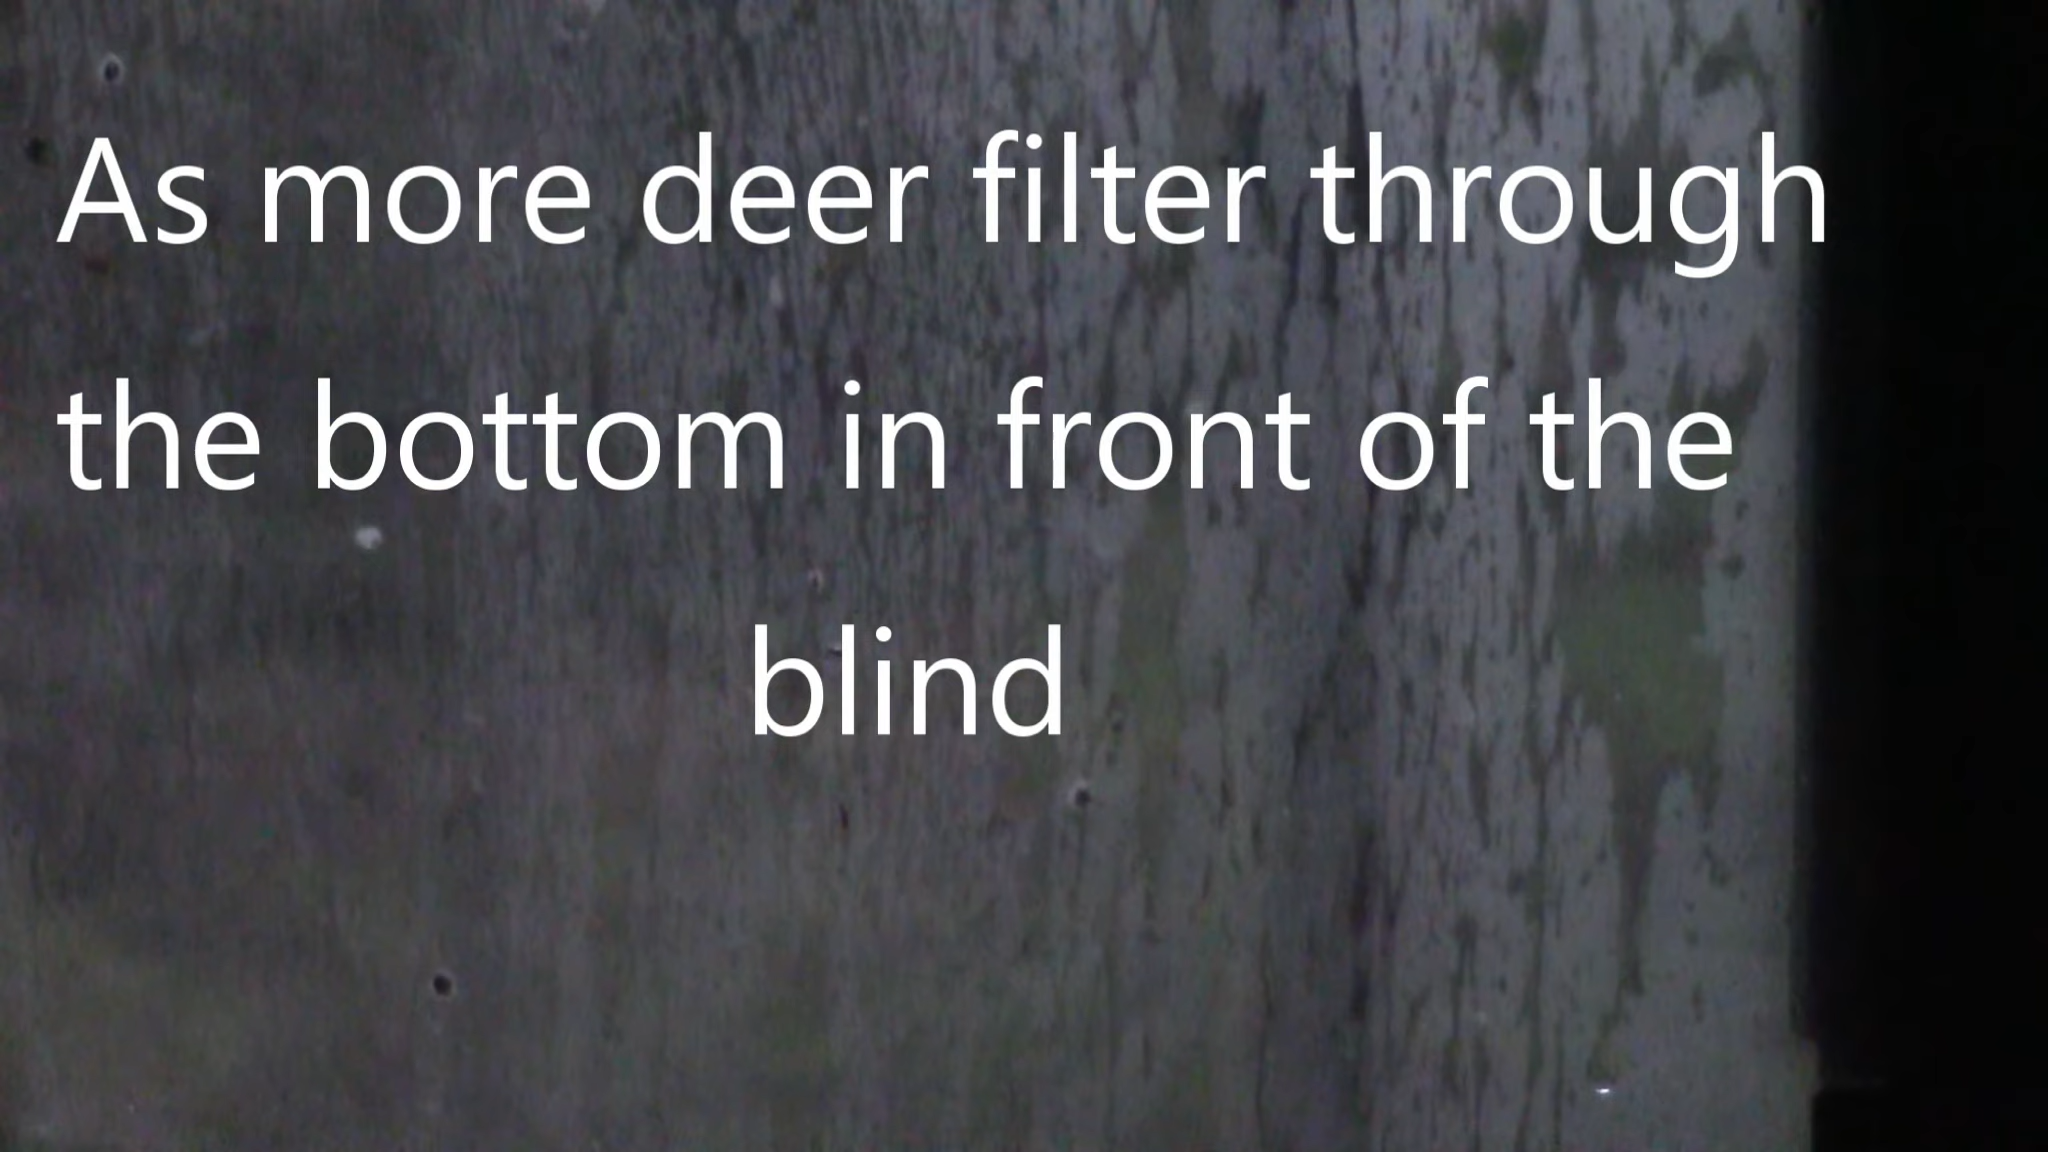 As more deer filter through
the bottom in front of the
blind